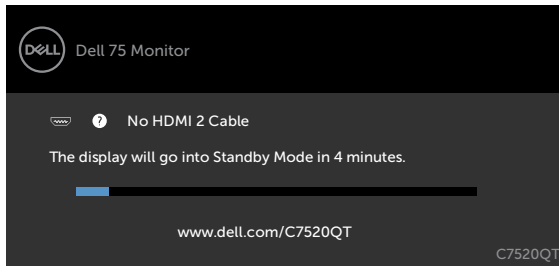 DELL
Dell 75 Monitor
? No HDMI 2 Cable
The display will go into Standby Mode in 4 minutes.
www.dell.com/C7520QT
C7520QT